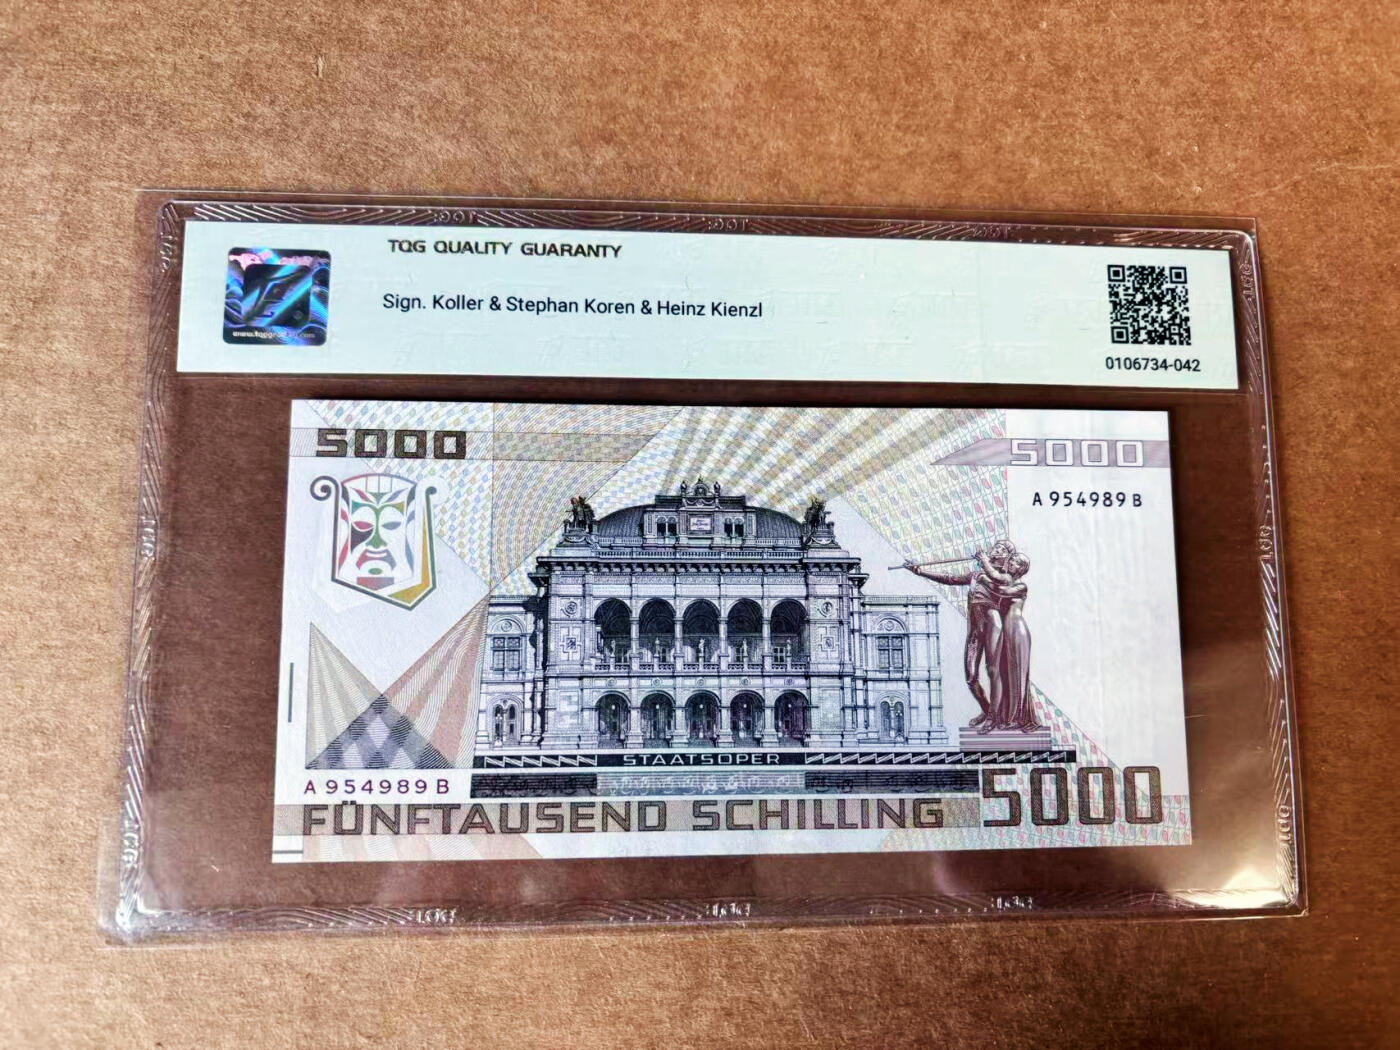 TQG QUALITY GUARANTY
Sign. Koller & Stephan Koren & Heinz Kienzl
0106734-042
5000
5000
A 954989 B
STAATSOPER
A 954989 B
FÜNFTAUSEND SCHILLING
5000